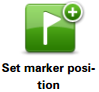 Set marker posi-
tion